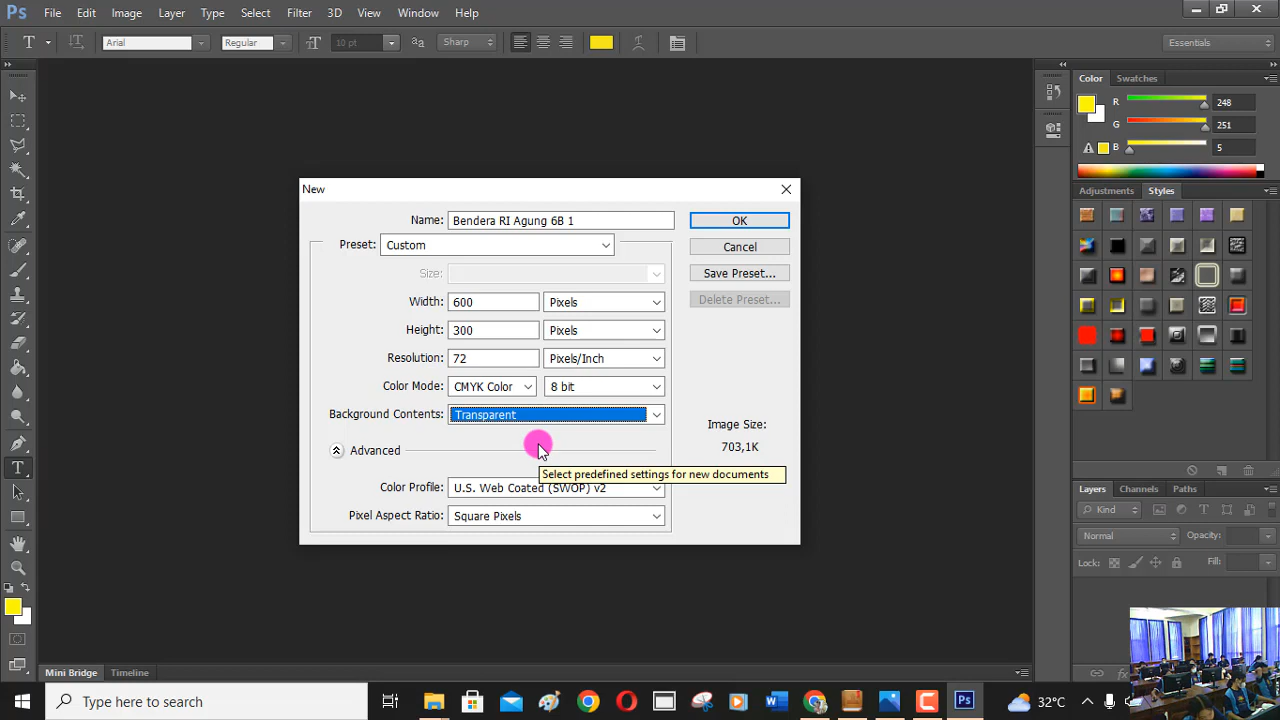 Ps File Edit Image Layer Type Select Filter 3D View Window Help
T Arial Regular 10 pt Sharp Essentials
Color Swatches
R 248
G 251
B 5
Adjustments Styles
New
Name: Bendera RI Agung 6B 1 OK
Preset: Custom Cancel
Size: Save Preset...
Width: 600 Pixels Delete Preset...
Height: 300 Pixels
Resolution: 72 Pixels/Inch
Color Mode: CMYK Color 8 bit
Background Contents: Transparent
Image Size:
703,1K
Advanced
Select predefined settings for new documents
Color Profile: U.S. Web Coated (SWOP) v2
Pixel Aspect Ratio: Square Pixels
Layers Channels Paths
Kind
Normal Opacity:
Lock: Fill:
Mini Bridge Timeline
Type here to search
32°C